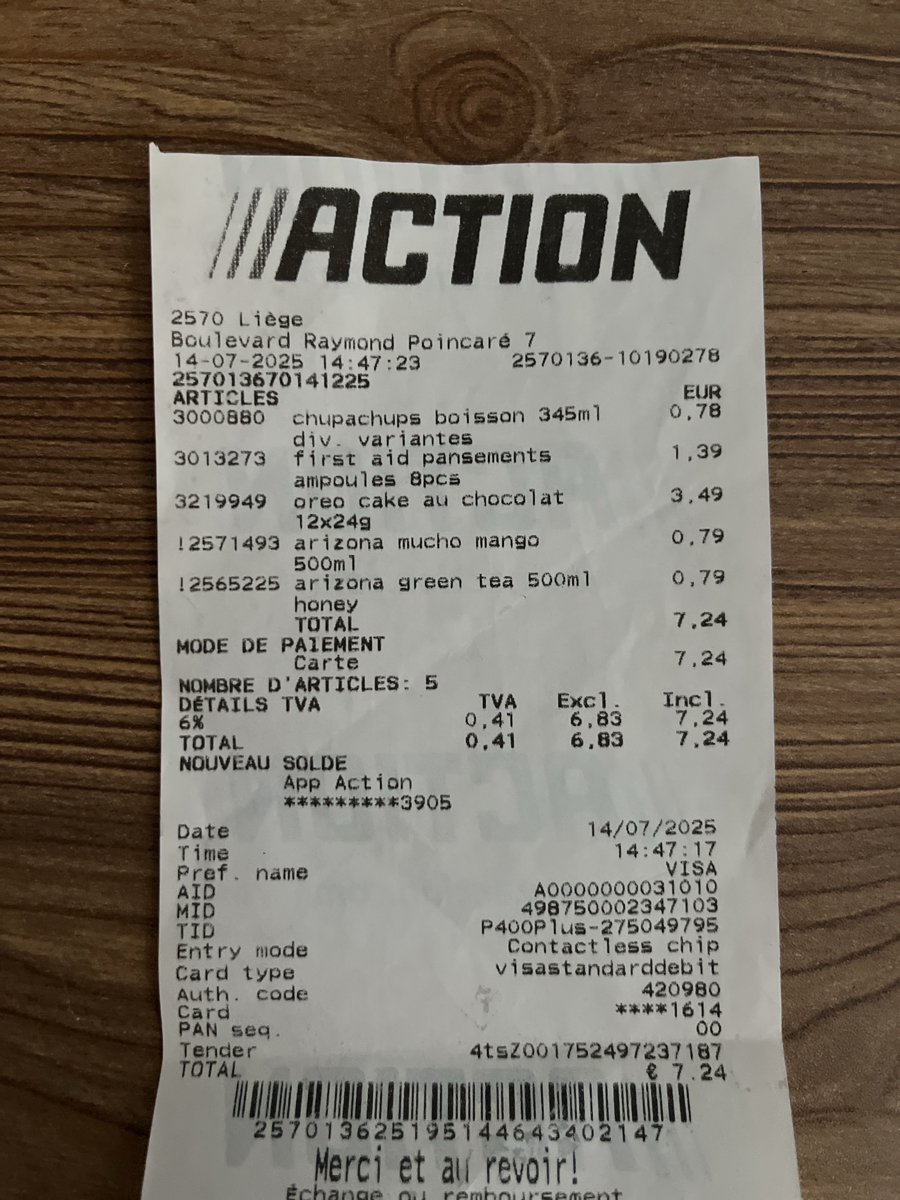 ///ACTION
2570 Liège
Boulevard Raymond Poincaré 7
14-07-2025 14:47:23 2570136-10190278
257013670141225
ARTICLES EUR
3000880 chupachups boisson 345ml 0,78
div. variantes
3013273 first aid pansements 1,39
ampoules 8pcs
3219949 oreo cake au chocolat 3,49
12x24g
!2571493 arizona mucho mango 0,79
500ml
!2565225 arizona green tea 500ml 0,79
honey
TOTAL 7,24
MODE DE PAIEMENT
Carte 7,24
NOMBRE D'ARTICLES: 5
DÉTAILS TVA TVA Excl. Incl.
6% 0,41 6,83 7,24
TOTAL 0,41 6,83 7,24
NOUVEAU SOLDE
App Action
*********3905
Date 14/07/2025
Time 14:47:17
Pref. name VISA
AID A0000000031010
MID 498750002347103
TID P400Plus-275049795
Entry mode Contactless chip
Card type visastandarddebit
Auth. code 420980
Card ****1614
PAN seq. 00
Tender 4tsZ001752497237187
TOTAL € 7.24
257013625195144643402147
Merci et au revoir!
Échange ou remboursement